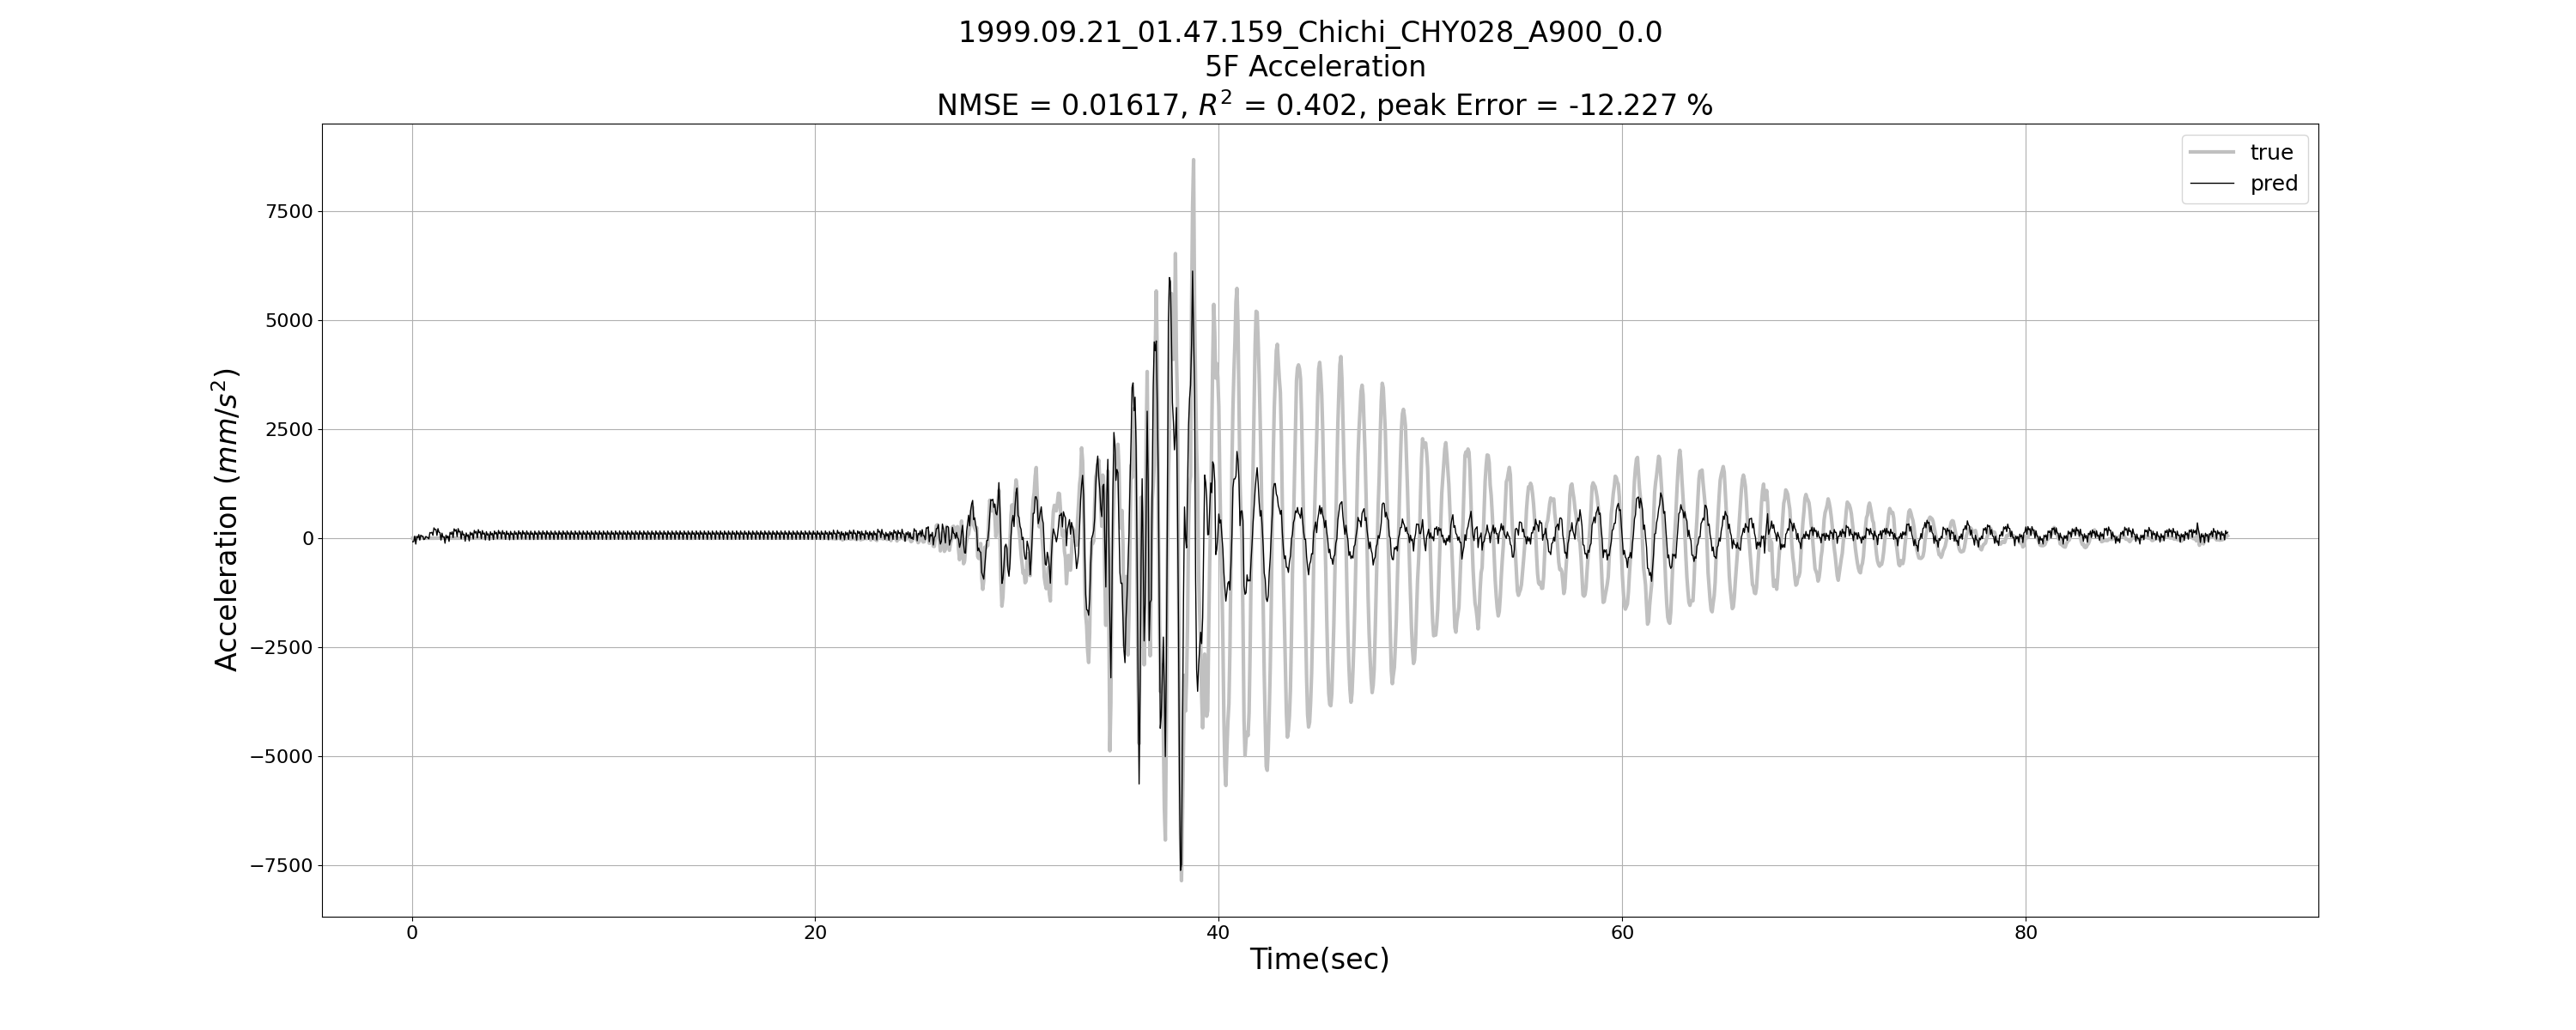 1999.09.21_01.47.159_Chichi_CHY028_A900_0.0
5F Acceleration
NMSE = 0.01617, R² = 0.402, peak Error = -12.227 %
true
pred
7500
5000
2500
0
−2500
−5000
−7500
Acceleration (mm/s²)
0 20 40 60 80
Time(sec)